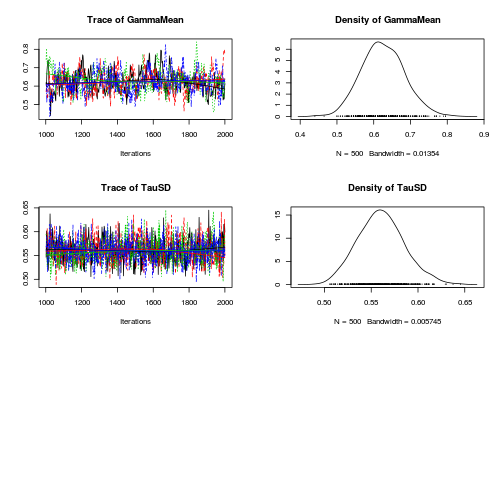 Trace of GammaMean
0.8
0.7
0.6
0.5
1000 1200 1400 1600 1800 2000
Iterations
Density of GammaMean
6
5
4
3
2
1
0
0.4 0.5 0.6 0.7 0.8 0.9
N = 500 Bandwidth = 0.01354
Trace of TauSD
0.65
0.60
0.55
0.50
1000 1200 1400 1600 1800 2000
Iterations
Density of TauSD
15
10
5
0
0.50 0.55 0.60 0.65
N = 500 Bandwidth = 0.005745